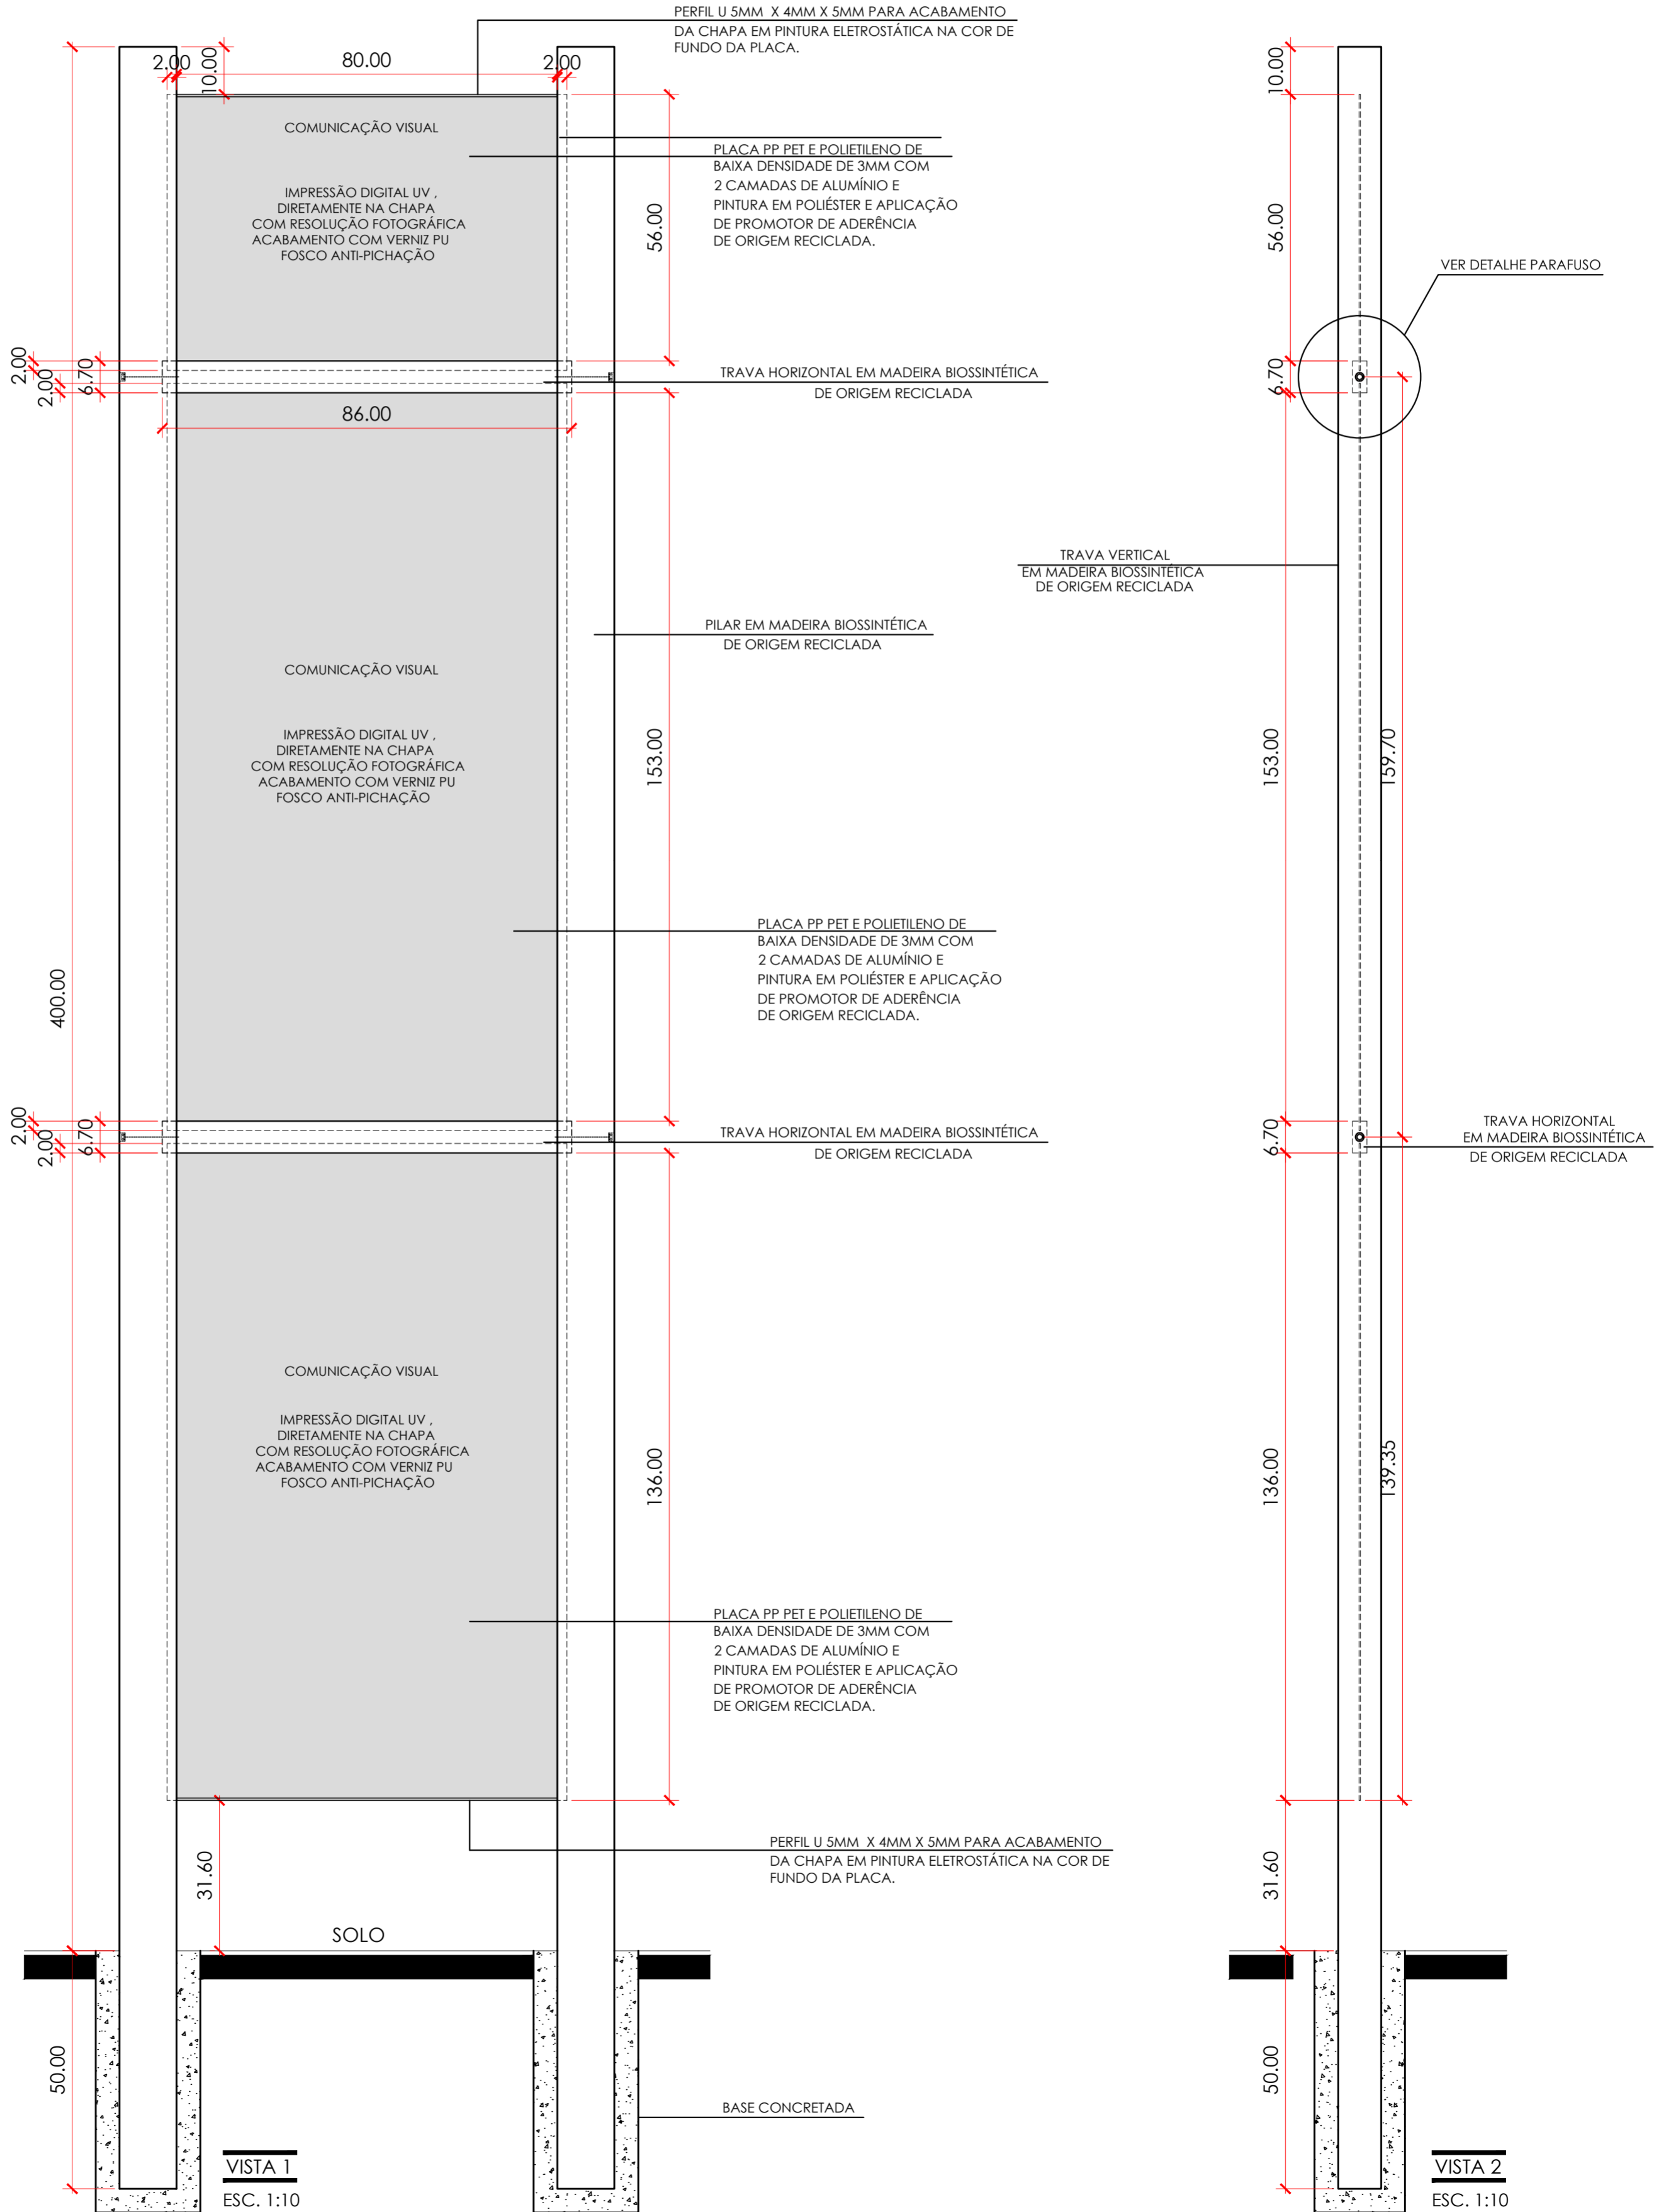 PERFIL U 5MM  X 4MM X 5MM PARA ACABAMENTO
DA CHAPA EM PINTURA ELETROSTÁTICA NA COR DE
FUNDO DA PLACA.
2.00
10.00
80.00
2.00
COMUNICAÇÃO VISUAL
IMPRESSÃO DIGITAL UV ,
DIRETAMENTE NA CHAPA
COM RESOLUÇÃO FOTOGRÁFICA
ACABAMENTO COM VERNIZ PU
FOSCO ANTI-PICHAÇÃO
PLACA PP PET E POLIETILENO DE
BAIXA DENSIDADE DE 3MM COM
2 CAMADAS DE ALUMÍNIO E
PINTURA EM POLIÉSTER E APLICAÇÃO
DE PROMOTOR DE ADERÊNCIA
DE ORIGEM RECICLADA.
56.00
2.00
2.00
6.70
TRAVA HORIZONTAL EM MADEIRA BIOSSINTÉTICA
DE ORIGEM RECICLADA
86.00
PILAR EM MADEIRA BIOSSINTÉTICA
DE ORIGEM RECICLADA
COMUNICAÇÃO VISUAL
IMPRESSÃO DIGITAL UV ,
DIRETAMENTE NA CHAPA
COM RESOLUÇÃO FOTOGRÁFICA
ACABAMENTO COM VERNIZ PU
FOSCO ANTI-PICHAÇÃO
153.00
PLACA PP PET E POLIETILENO DE
BAIXA DENSIDADE DE 3MM COM
2 CAMADAS DE ALUMÍNIO E
PINTURA EM POLIÉSTER E APLICAÇÃO
DE PROMOTOR DE ADERÊNCIA
DE ORIGEM RECICLADA.
400.00
2.00
2.00
6.70
TRAVA HORIZONTAL EM MADEIRA BIOSSINTÉTICA
DE ORIGEM RECICLADA
COMUNICAÇÃO VISUAL
IMPRESSÃO DIGITAL UV ,
DIRETAMENTE NA CHAPA
COM RESOLUÇÃO FOTOGRÁFICA
ACABAMENTO COM VERNIZ PU
FOSCO ANTI-PICHAÇÃO
136.00
PLACA PP PET E POLIETILENO DE
BAIXA DENSIDADE DE 3MM COM
2 CAMADAS DE ALUMÍNIO E
PINTURA EM POLIÉSTER E APLICAÇÃO
DE PROMOTOR DE ADERÊNCIA
DE ORIGEM RECICLADA.
PERFIL U 5MM  X 4MM X 5MM PARA ACABAMENTO
DA CHAPA EM PINTURA ELETROSTÁTICA NA COR DE
FUNDO DA PLACA.
31.60
SOLO
50.00
BASE CONCRETADA
VISTA 1
ESC. 1:10
10.00
56.00
VER DETALHE PARAFUSO
6.70
TRAVA VERTICAL
EM MADEIRA BIOSSINTÉTICA
DE ORIGEM RECICLADA
153.00
159.70
6.70
TRAVA HORIZONTAL
EM MADEIRA BIOSSINTÉTICA
DE ORIGEM RECICLADA
136.00
139.35
31.60
50.00
VISTA 2
ESC. 1:10